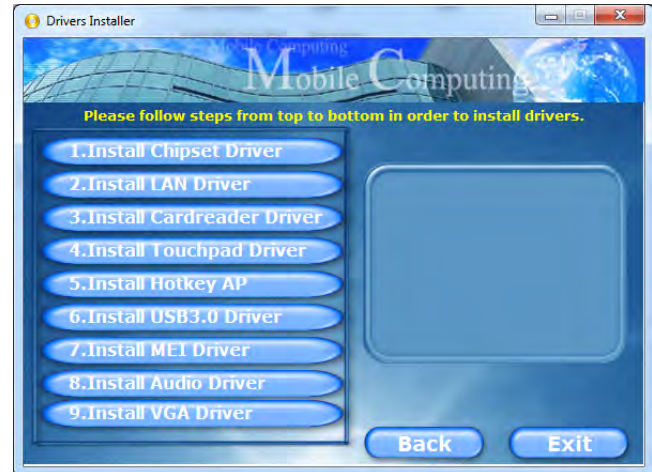 Drivers Installer
Mobile Computing
Mobile Computing
Please follow steps from top to bottom in order to install drivers.
1.Install Chipset Driver
2.Install LAN Driver
3.Install Cardreader Driver
4.Install Touchpad Driver
5.Install Hotkey AP
6.Install USB3.0 Driver
7.Install MEI Driver
8.Install Audio Driver
9.Install VGA Driver
Back
Exit